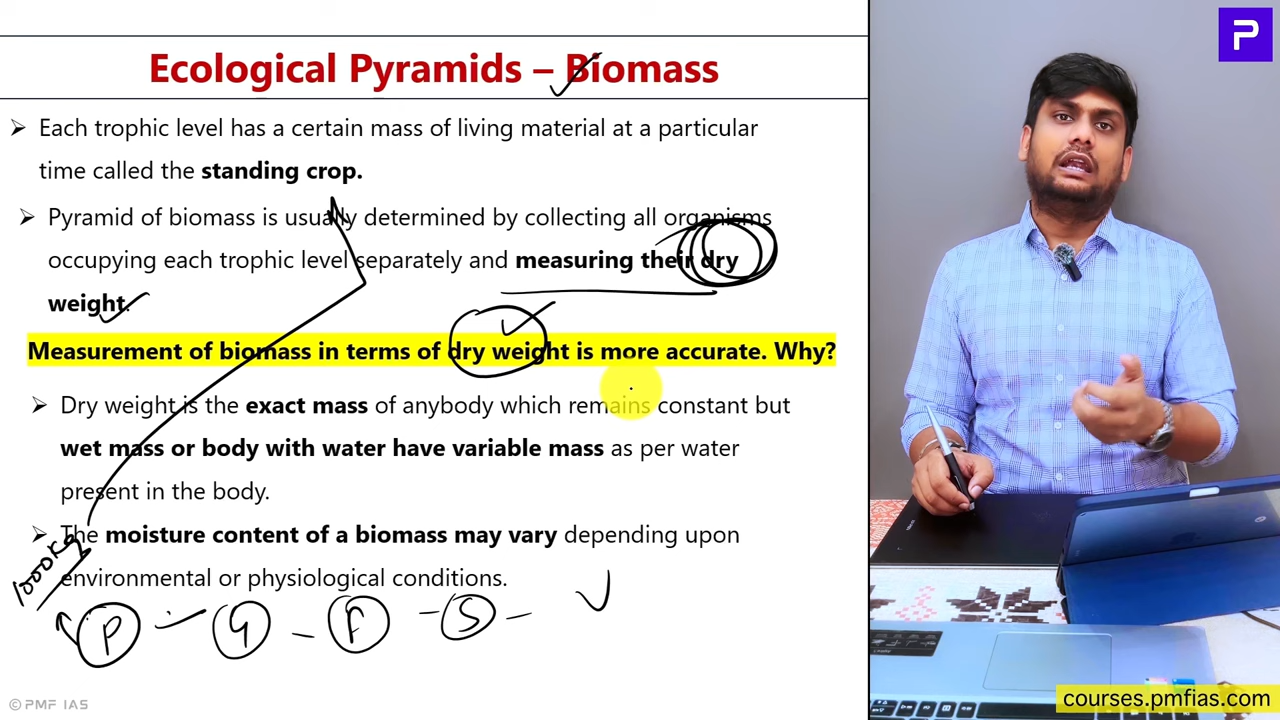 Ecological Pyramids – Biomass
➢ Each trophic level has a certain mass of living material at a particular
time called the standing crop.
➢ Pyramid of biomass is usually determined by collecting all organisms
occupying each trophic level separately and measuring their dry
weight.
Measurement of biomass in terms of dry weight is more accurate. Why?
➢ Dry weight is the exact mass of anybody which remains constant but
wet mass or body with water have variable mass as per water
present in the body.
➢ The moisture content of a biomass may vary depending upon
environmental or physiological conditions.
1000kg
P – G – F – S –
© PMF IAS
P
courses.pmfias.com